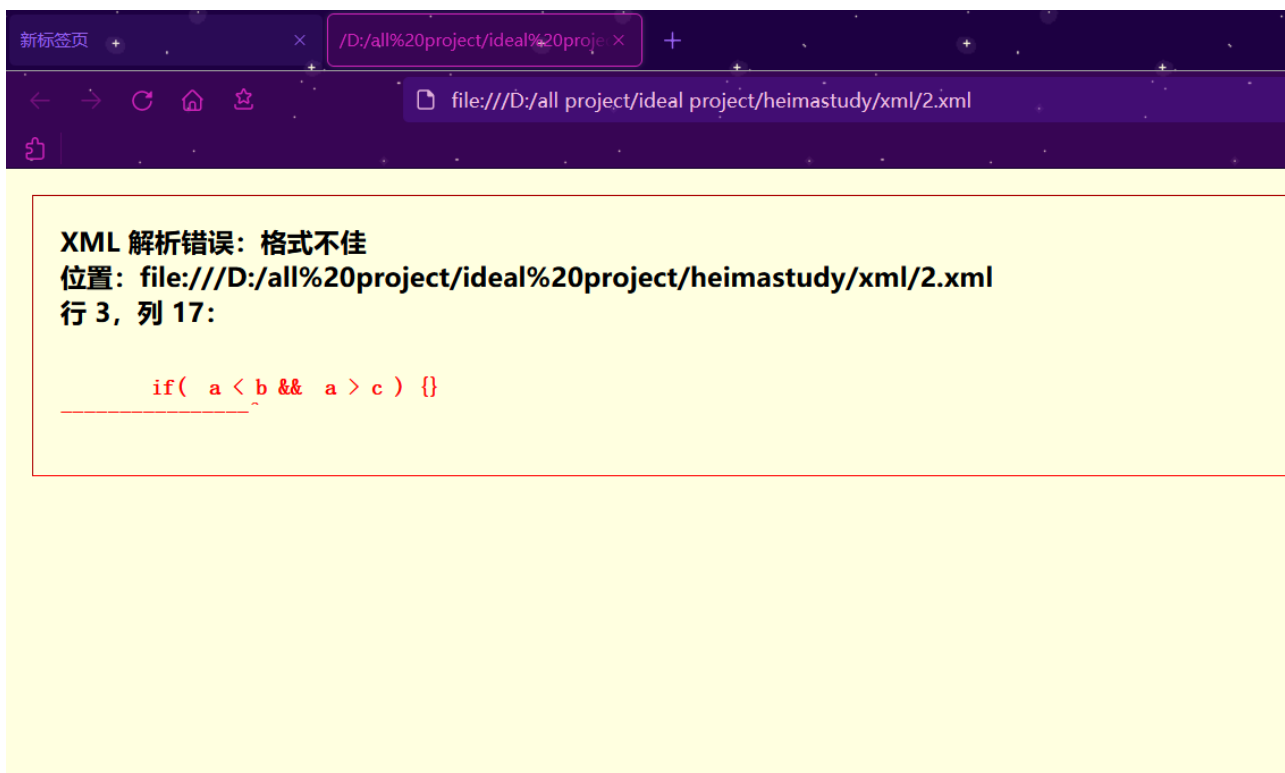 新标签页
/D:/all%20project/ideal%20proje
file:///D:/all project/ideal project/heimastudy/xml/2.xml
XML 解析错误：格式不佳
位置：file:///D:/all%20project/ideal%20project/heimastudy/xml/2.xml
行 3，列 17：
if(  a < b &&  a > c ) {}
----------------^